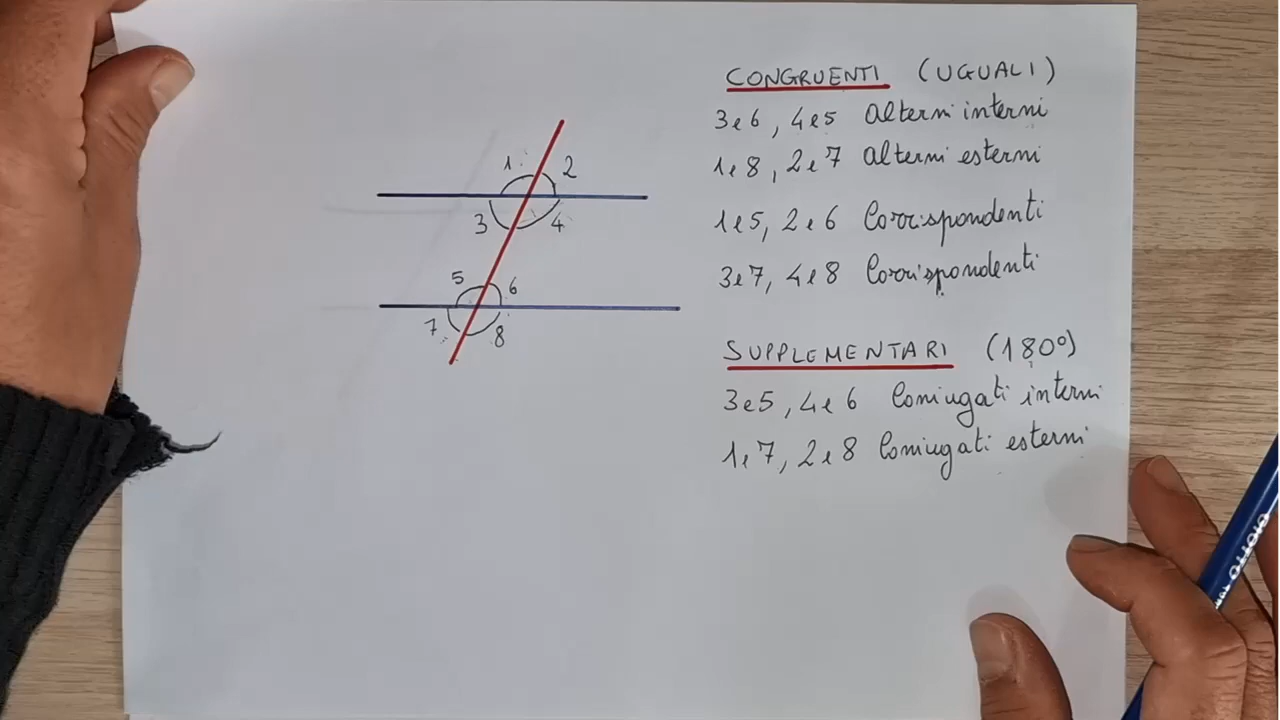 CONGRUENTI (UGUALI)
3e6, 4e5 Alterni interni
1e8, 2e7 Alterni esterni
1e5, 2e6 Corrispondenti
3e7, 4e8 Corrispondenti
SUPPLEMENTARI (180°)
3e5, 4e6 Coniugati interni
1e7, 2e8 Coniugati esterni
1 2
3 4
5 6
7 8
GIOTTO